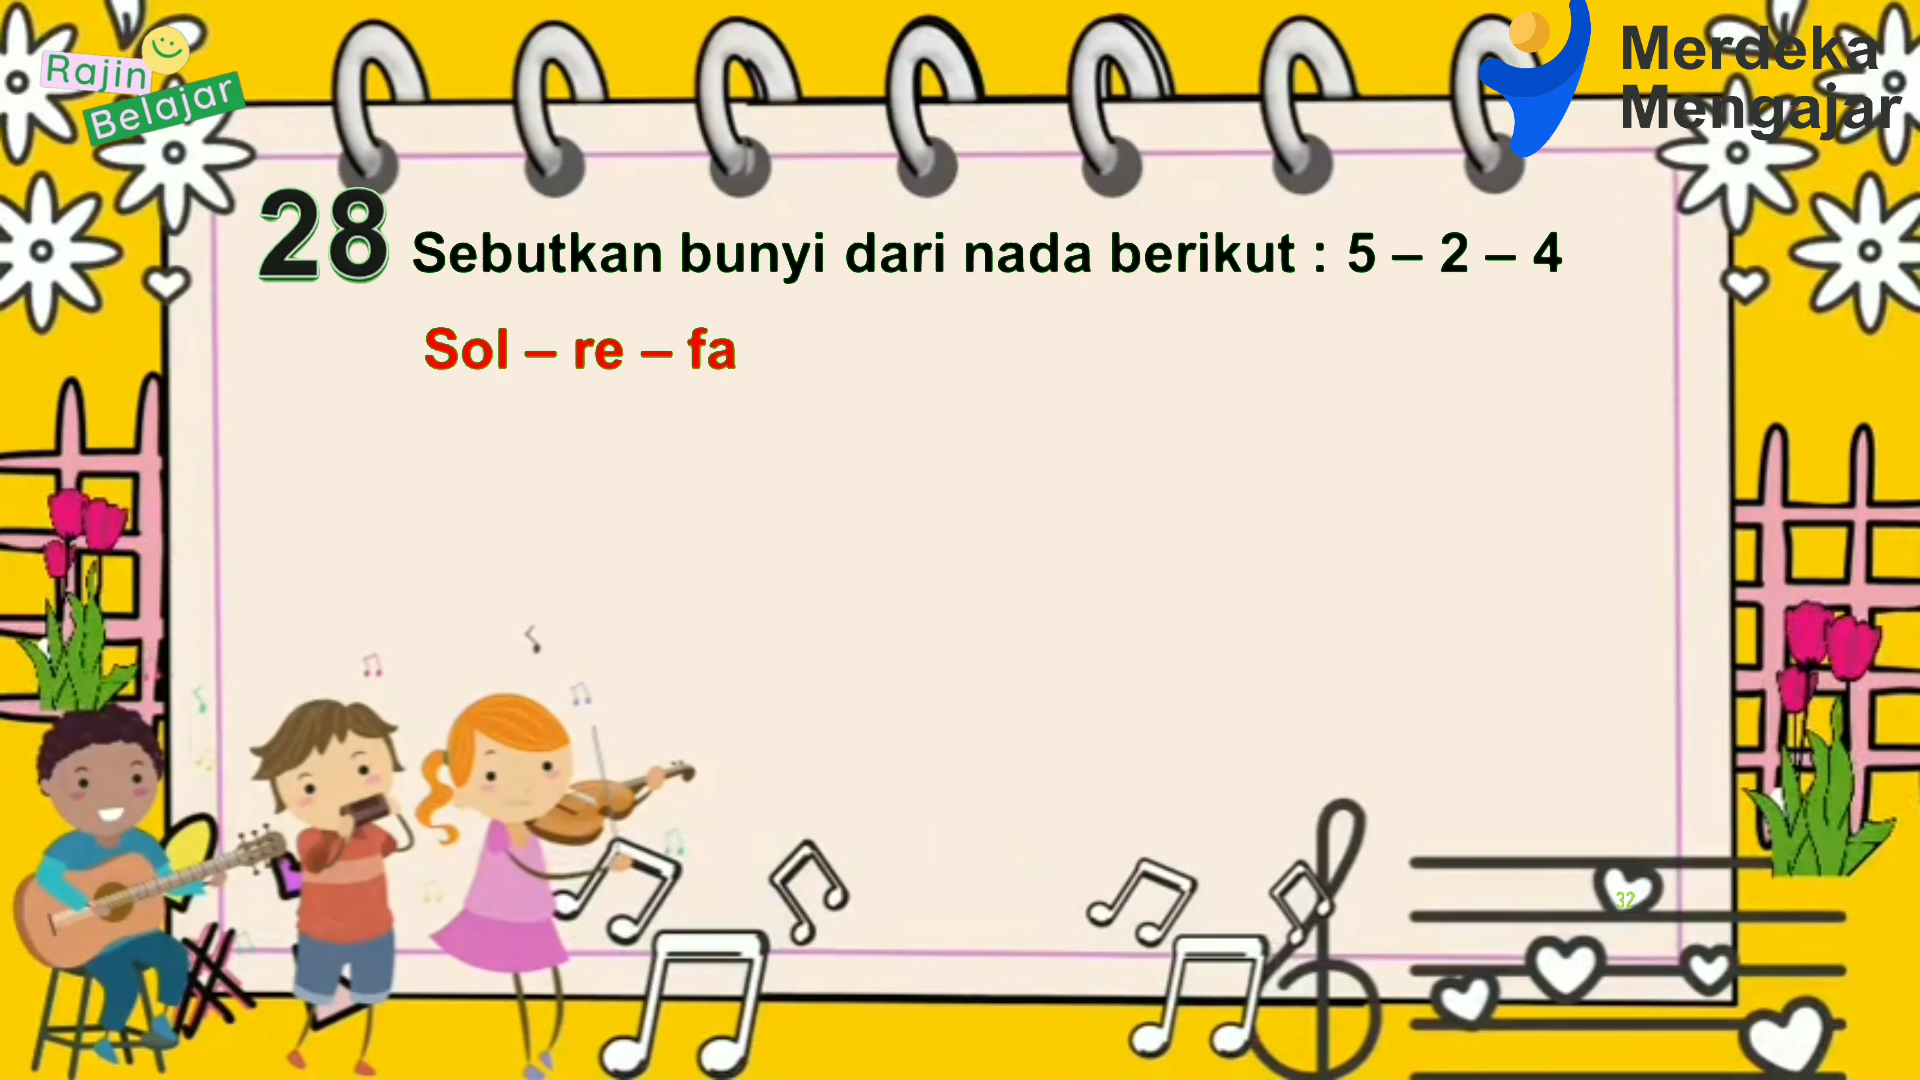 Rajin
Belajar
Merdeka
Mengajar
28 Sebutkan bunyi dari nada berikut : 5 – 2 – 4
Sol – re – fa
32